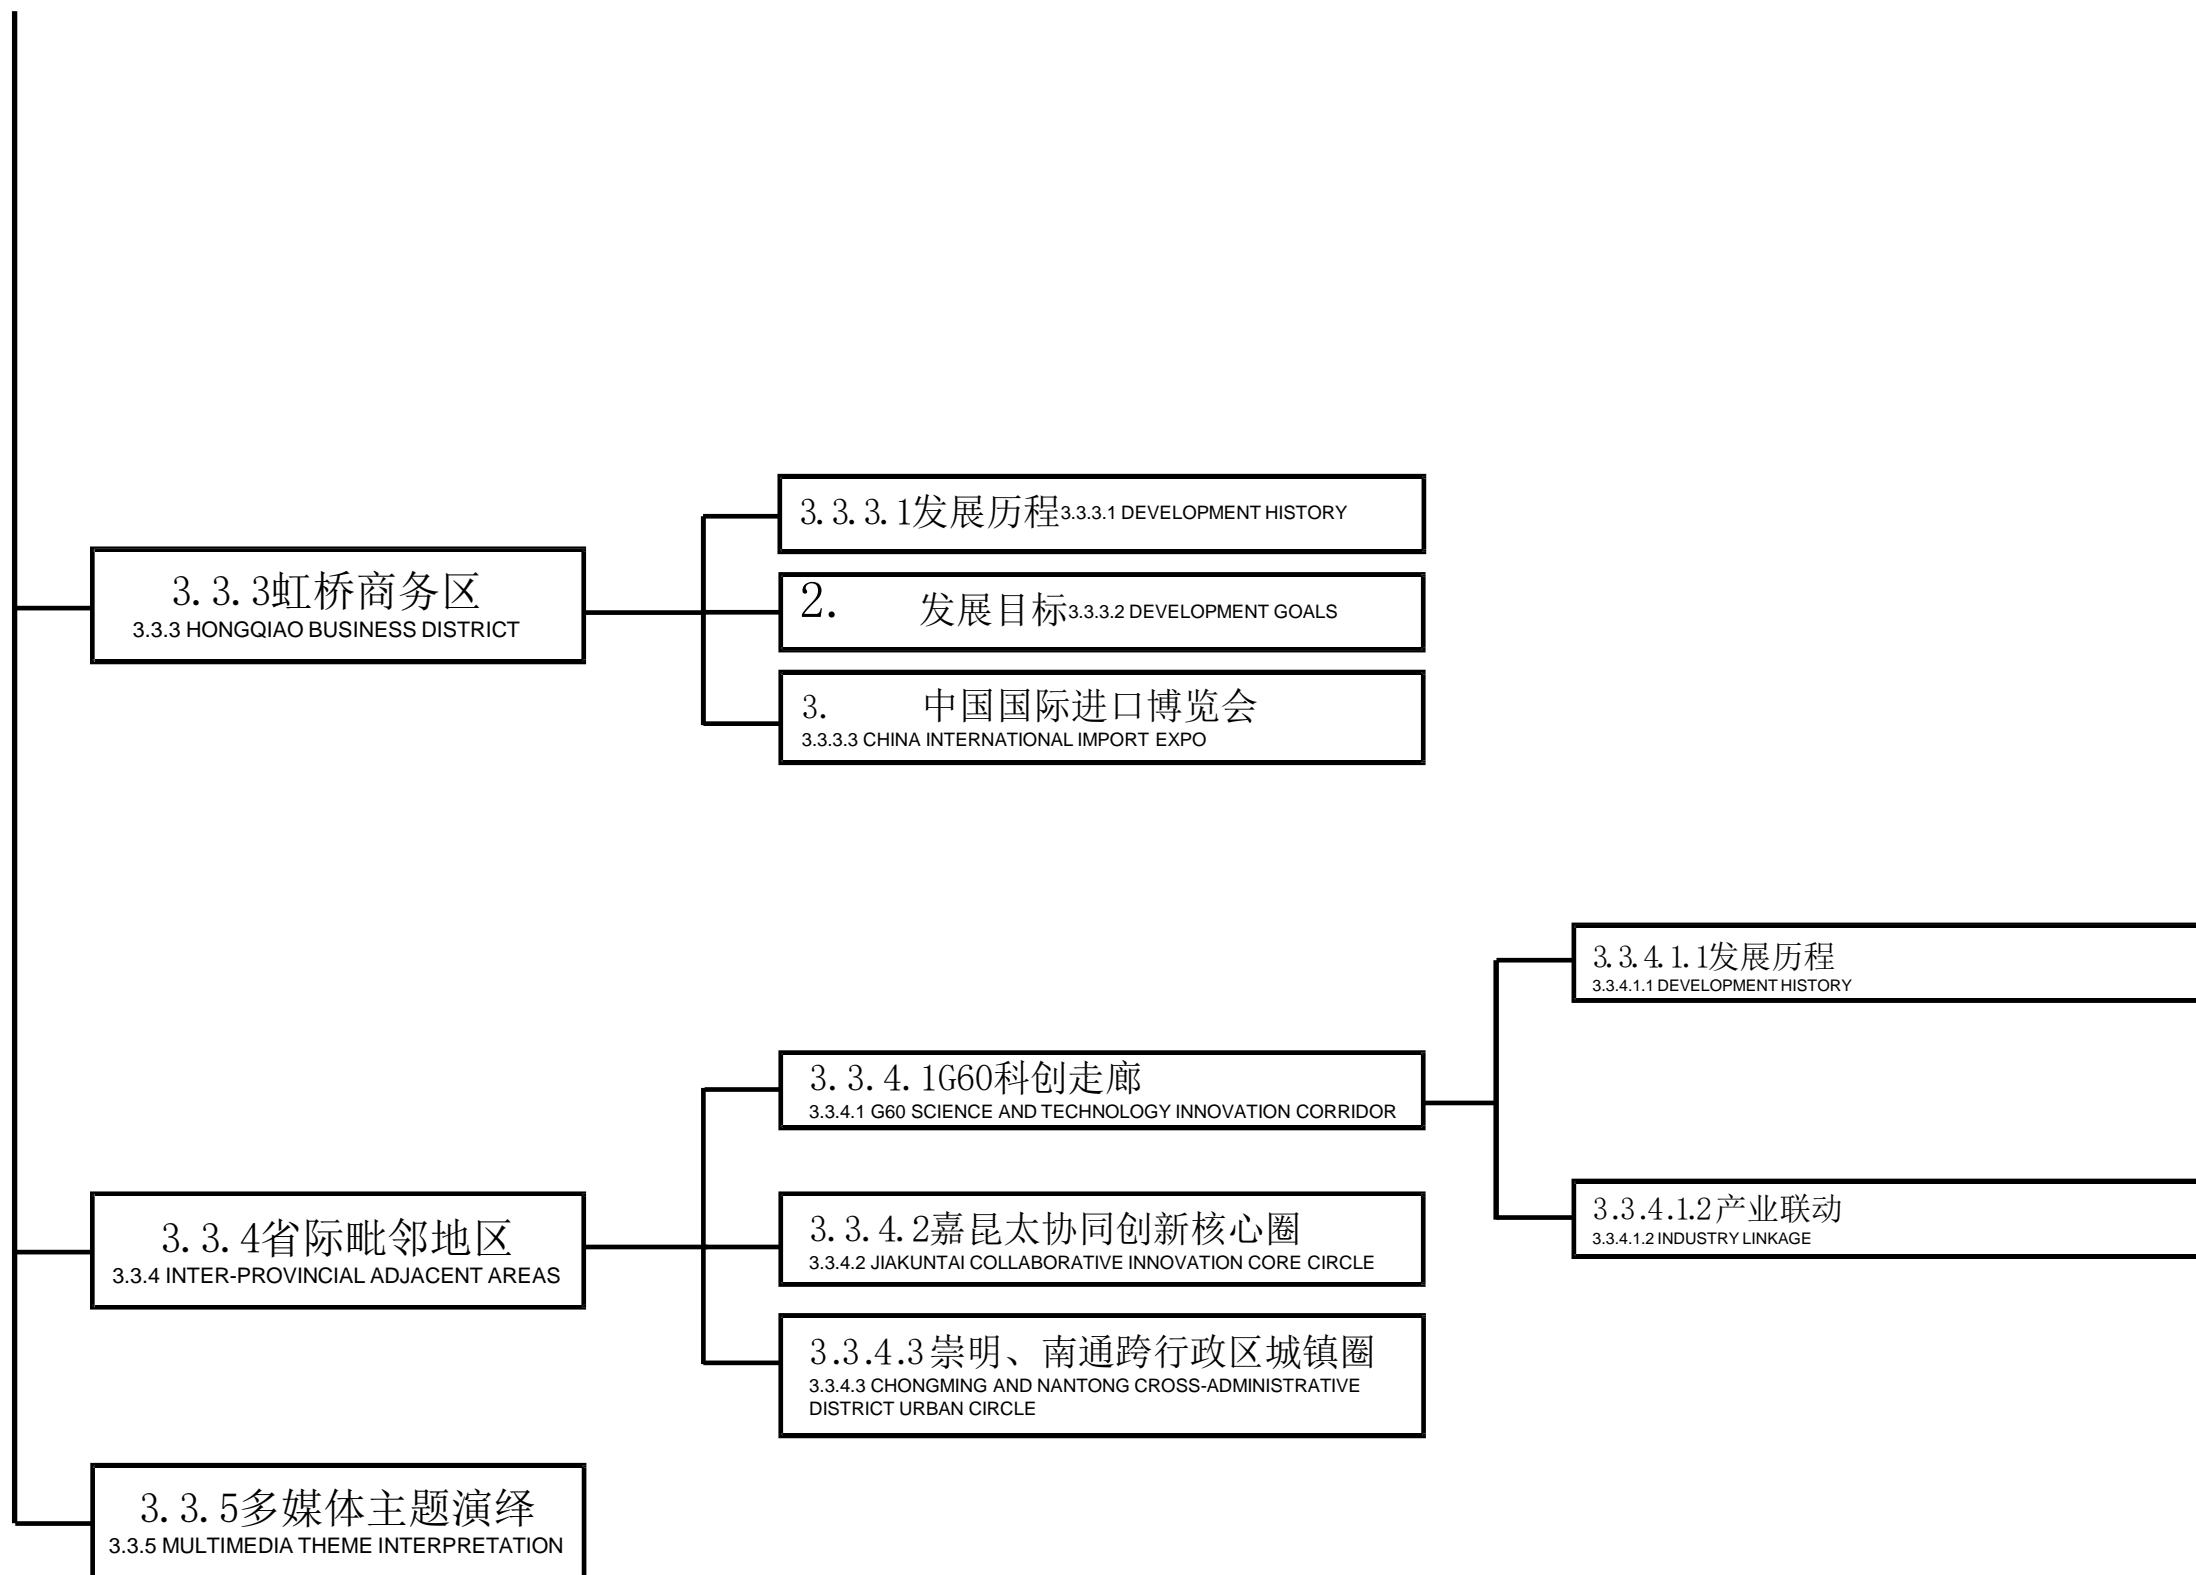 3.3.3虹桥商务区
3.3.3 HONGQIAO BUSINESS DISTRICT
3.3.3.1发展历程3.3.3.1 DEVELOPMENT HISTORY
2. 发展目标3.3.3.2 DEVELOPMENT GOALS
3. 中国国际进口博览会
3.3.3.3 CHINA INTERNATIONAL IMPORT EXPO
3.3.4省际毗邻地区
3.3.4 INTER-PROVINCIAL ADJACENT AREAS
3.3.4.1G60科创走廊
3.3.4.1 G60 SCIENCE AND TECHNOLOGY INNOVATION CORRIDOR
3.3.4.1.1发展历程
3.3.4.1.1 DEVELOPMENT HISTORY
3.3.4.1.2产业联动
3.3.4.1.2 INDUSTRY LINKAGE
3.3.4.2嘉昆太协同创新核心圈
3.3.4.2 JIAKUNTAI COLLABORATIVE INNOVATION CORE CIRCLE
3.3.4.3崇明、南通跨行政区城镇圈
3.3.4.3 CHONGMING AND NANTONG CROSS-ADMINISTRATIVE
DISTRICT URBAN CIRCLE
3.3.5多媒体主题演绎
3.3.5 MULTIMEDIA THEME INTERPRETATION